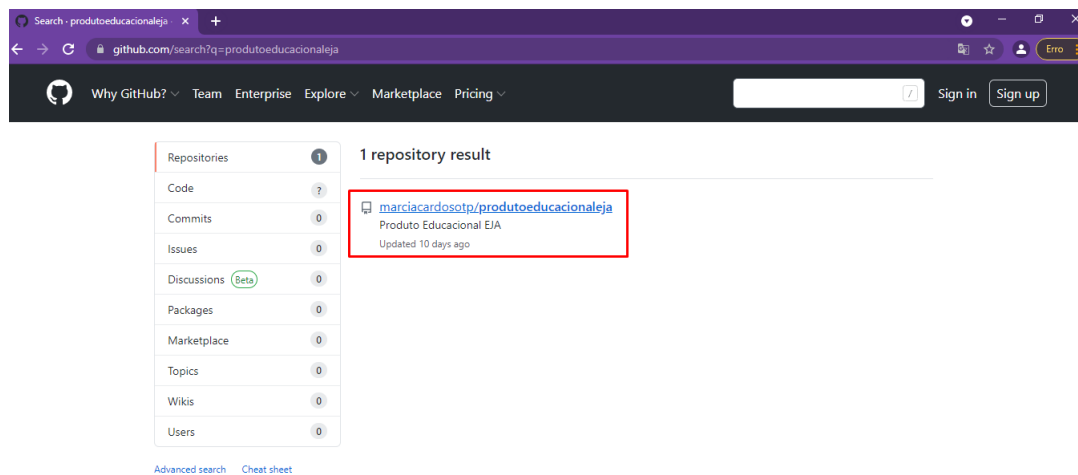 Search · produtoeducacionaleja ·
github.com/search?q=produtoeducacionaleja
Erro
Why GitHub? Team Enterprise Explore Marketplace Pricing / Sign in Sign up
Repositories 1
Code ?
Commits 0
Issues 0
Discussions Beta 0
Packages 0
Marketplace 0
Topics 0
Wikis 0
Users 0
Advanced search Cheat sheet
1 repository result
marciacardosotp/produtoeducacionaleja
Produto Educacional EJA
Updated 10 days ago